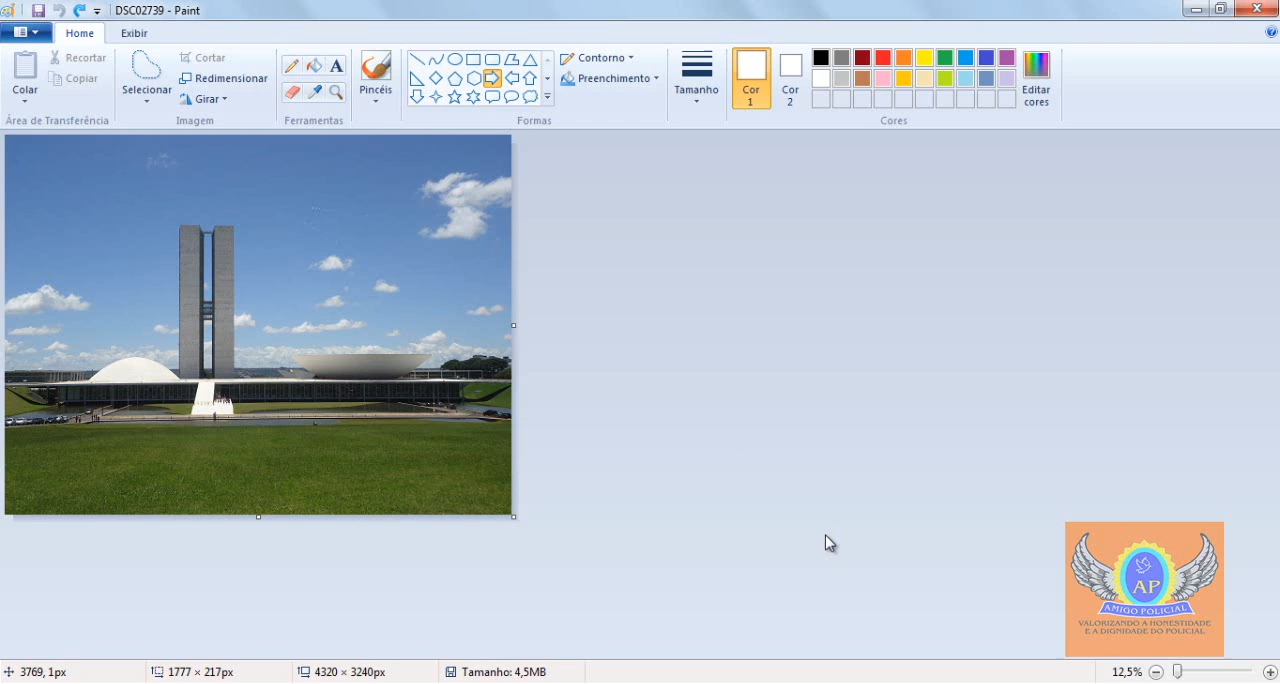 DSC02739 - Paint
Home
Exibir
Colar
Recortar
Copiar
Área de Transferência
Selecionar
Cortar
Redimensionar
Girar
Imagem
A
Ferramentas
Pincéis
Contorno
Preenchimento
Formas
Tamanho
Cor
1
Cor
2
Editar
cores
Cores
AP
AMIGO POLICIAL
VALORIZANDO A HONESTIDADE
E A DIGNIDADE DO POLICIAL
3769, 1px
1777 × 217px
4320 × 3240px
Tamanho: 4,5MB
12,5%